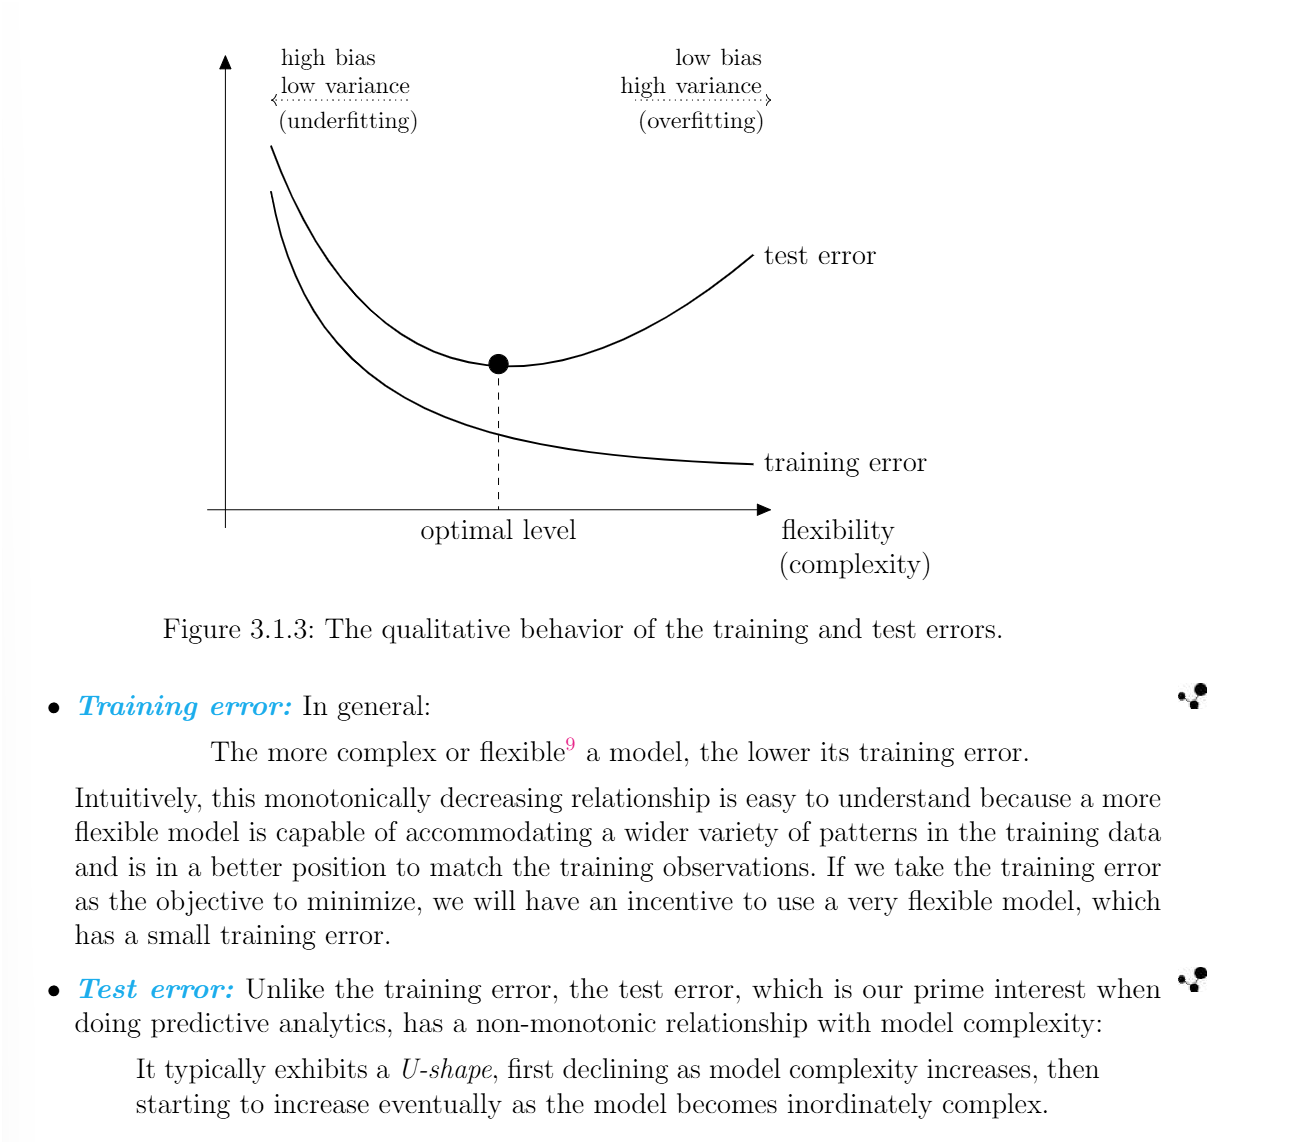 high bias
low variance
(underfitting)
low bias
high variance
(overfitting)
test error
training error
optimal level
flexibility
(complexity)
Figure 3.1.3: The qualitative behavior of the training and test errors.
• Training error: In general:
The more complex or flexible9 a model, the lower its training error.
Intuitively, this monotonically decreasing relationship is easy to understand because a more
flexible model is capable of accommodating a wider variety of patterns in the training data
and is in a better position to match the training observations. If we take the training error
as the objective to minimize, we will have an incentive to use a very flexible model, which
has a small training error.
• Test error: Unlike the training error, the test error, which is our prime interest when
doing predictive analytics, has a non-monotonic relationship with model complexity:
It typically exhibits a U-shape, first declining as model complexity increases, then
starting to increase eventually as the model becomes inordinately complex.